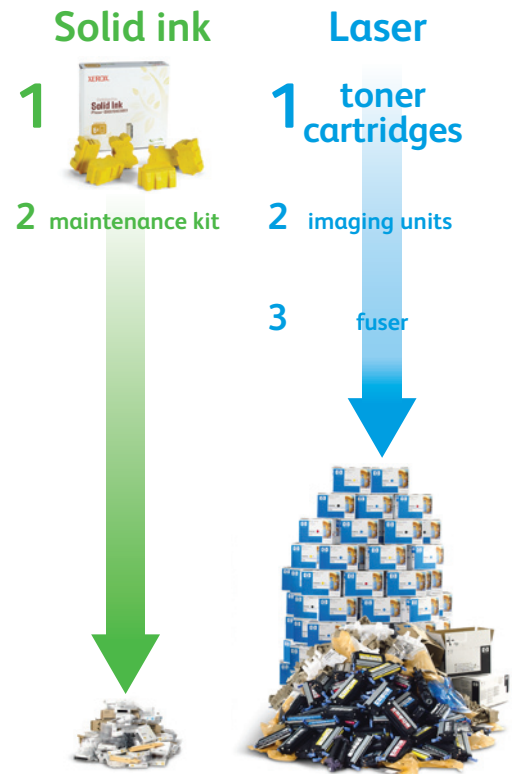 Solid ink
1
XEROX
Solid Ink
2 maintenance kit
Laser
1 toner
cartridges
2 imaging units
3 fuser